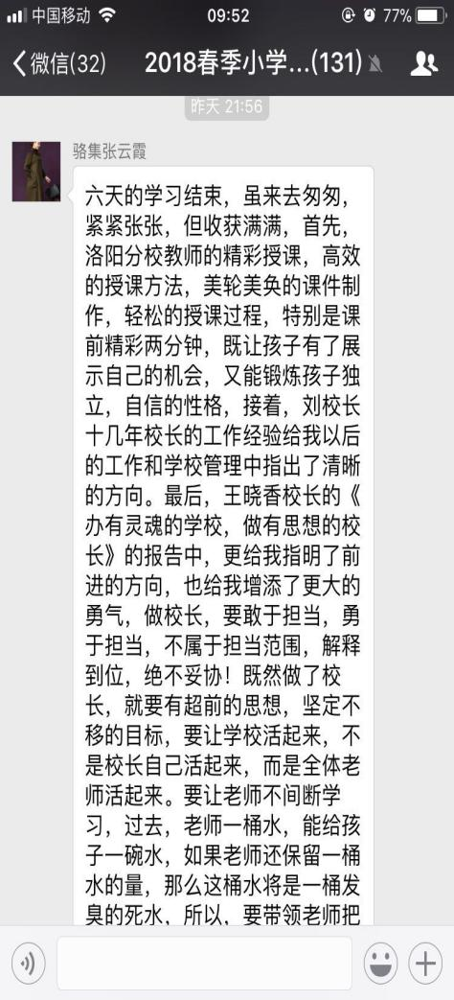 中国移动 09:52 77%
微信(32) 2018春季小学...(131)
昨天 21:56
骆集张云霞
六天的学习结束，虽来去匆匆，
紧紧张张，但收获满满，首先，
洛阳分校教师的精彩授课，高效
的授课方法，美轮美奂的课件制
作，轻松的授课过程，特别是课
前精彩两分钟，既让孩子有了展
示自己的机会，又能锻炼孩子独
立，自信的性格，接着，刘校长
十几年校长的工作经验给我以后
的工作和学校管理中指出了清晰
的方向。最后，王晓香校长的《
办有灵魂的学校，做有思想的校
长》的报告中，更给我指明了前
进的方向，也给我增添了更大的
勇气，做校长，要敢于担当，勇
于担当，不属于担当范围，解释
到位，绝不妥协！既然做了校
长，就要有超前的思想，坚定不
移的目标，要让学校活起来，不
是校长自己活起来，而是全体老
师活起来。要让老师不间断学
习，过去，老师一桶水，能给孩
子一碗水，如果老师还保留一桶
水的量，那么这桶水将是一桶发
臭的死水，所以，要带领老师把